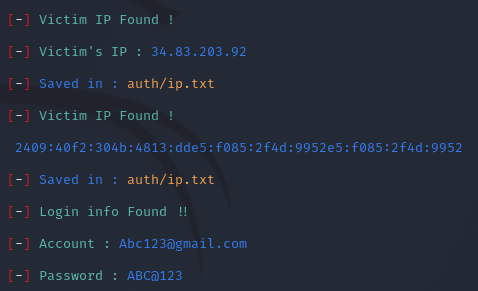 [-] Victim IP Found !
[-] Victim's IP : 34.83.203.92
[-] Saved in : auth/ip.txt
[-] Victim IP Found !
2409:40f2:304b:4813:dde5:f085:2f4d:9952e5:f085:2f4d:9952
[-] Saved in : auth/ip.txt
[-] Login info Found !!
[-] Account : Abc123@gmail.com
[-] Password : ABC@123